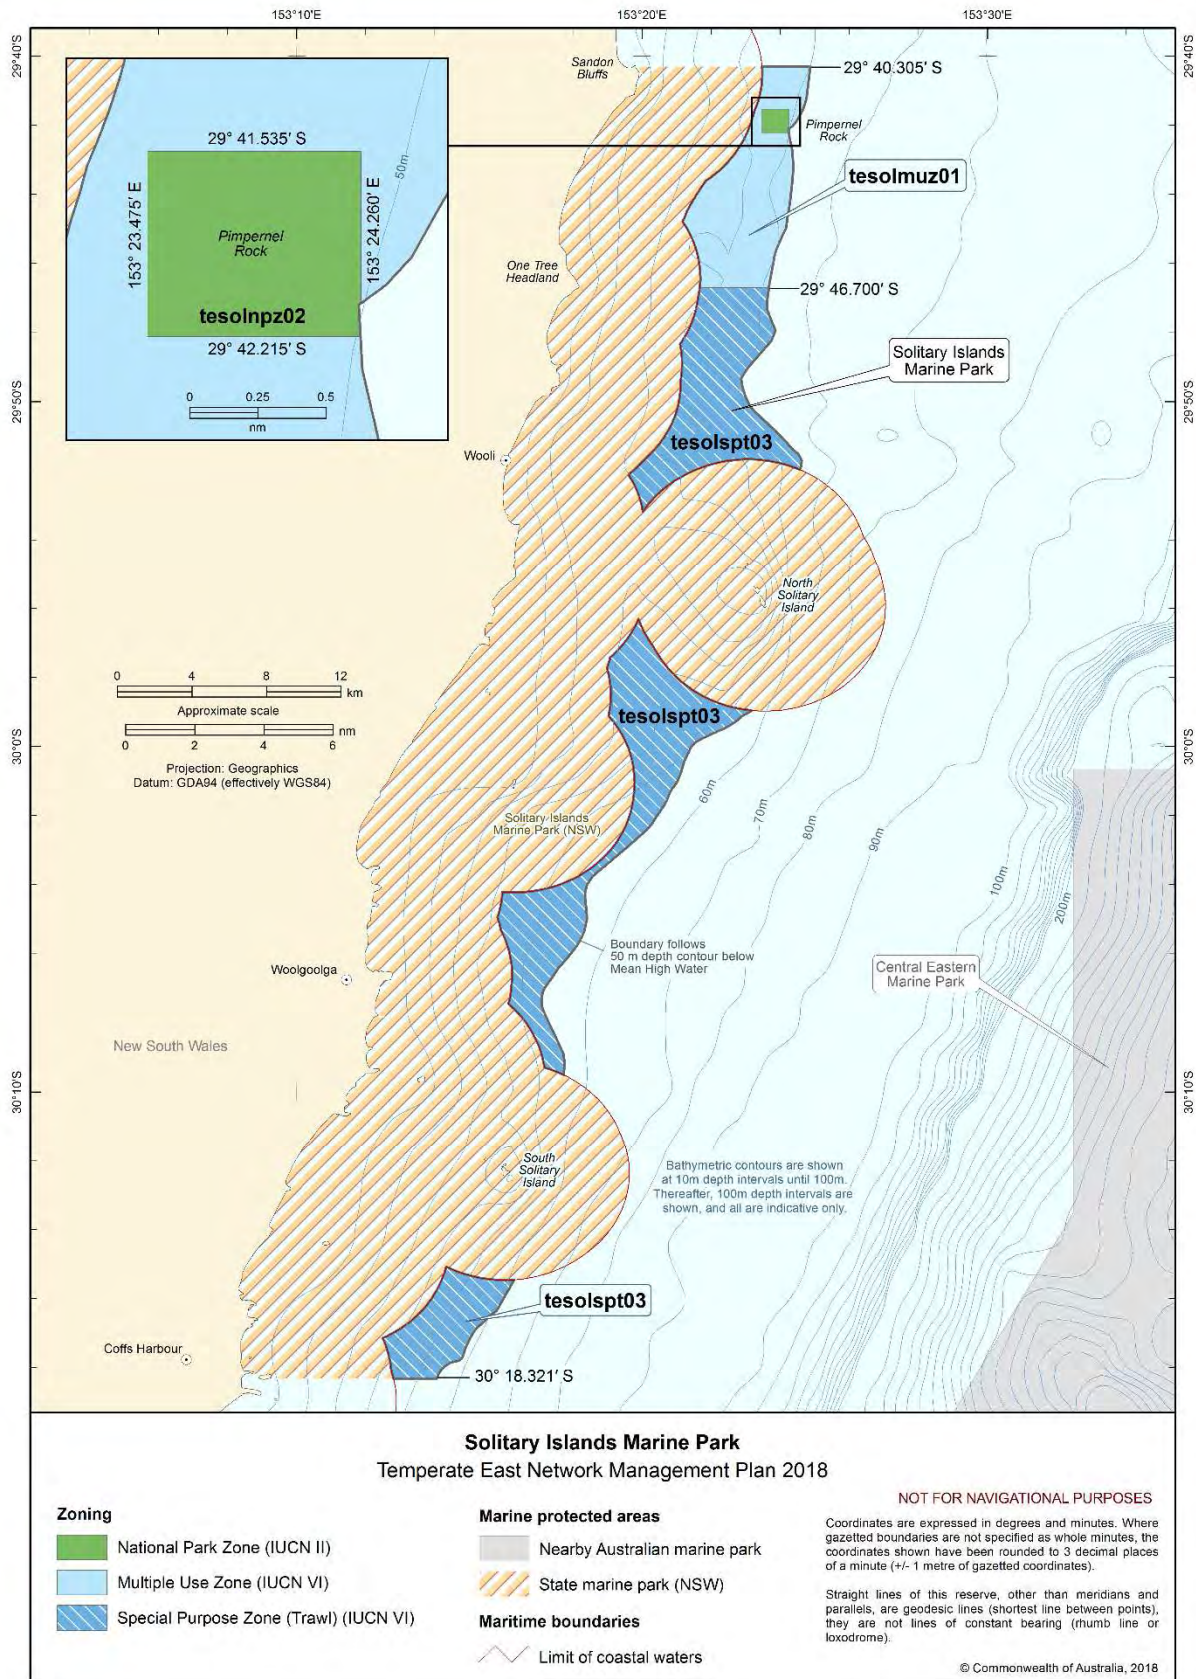 153°10'E
153°20'E
153°30'E
29°40'S
29°40'S
Sandon
Bluffs
29° 40.305' S
Pimpernel
Rock
29° 41.535' S
50m
153° 23.475' E
153° 24.260' E
Pimpernel
Rock
tesolnpz02
29° 42.215' S
0
0.25
0.5
nm
tesolmuz01
One Tree
Headland
29° 46.700' S
Solitary Islands
Marine Park
29°50'S
29°50'S
tesolspt03
Wooli
North
Solitary
Island
0
4
8
12
km
Approximate scale
0
2
4
6
nm
Projection: Geographics
Datum: GDA94 (effectively WGS84)
tesolspt03
30°0'S
30°0'S
60m
70m
80m
90m
100m
200m
Solitary Islands
Marine Park (NSW)
Boundary follows
50 m depth contour below
Mean High Water
Central Eastern
Marine Park
Woolgoolga
New South Wales
30°10'S
30°10'S
South
Solitary
Island
Bathymetric contours are shown
at 10m depth intervals until 100m.
Thereafter, 100m depth intervals are
shown, and all are indicative only.
tesolspt03
Coffs Harbour
30° 18.321' S
Solitary Islands Marine Park
Temperate East Network Management Plan 2018
Zoning
National Park Zone (IUCN II)
Multiple Use Zone (IUCN VI)
Special Purpose Zone (Trawl) (IUCN VI)
Marine protected areas
Nearby Australian marine park
State marine park (NSW)
Maritime boundaries
Limit of coastal waters
NOT FOR NAVIGATIONAL PURPOSES
Coordinates are expressed in degrees and minutes. Where
gazetted boundaries are not specified as whole minutes, the
coordinates shown have been rounded to 3 decimal places
of a minute (+/- 1 metre of gazetted coordinates).
Straight lines of this reserve, other than meridians and
parallels, are geodesic lines (shortest line between points),
they are not lines of constant bearing (rhumb line or
loxodrome).
© Commonwealth of Australia, 2018